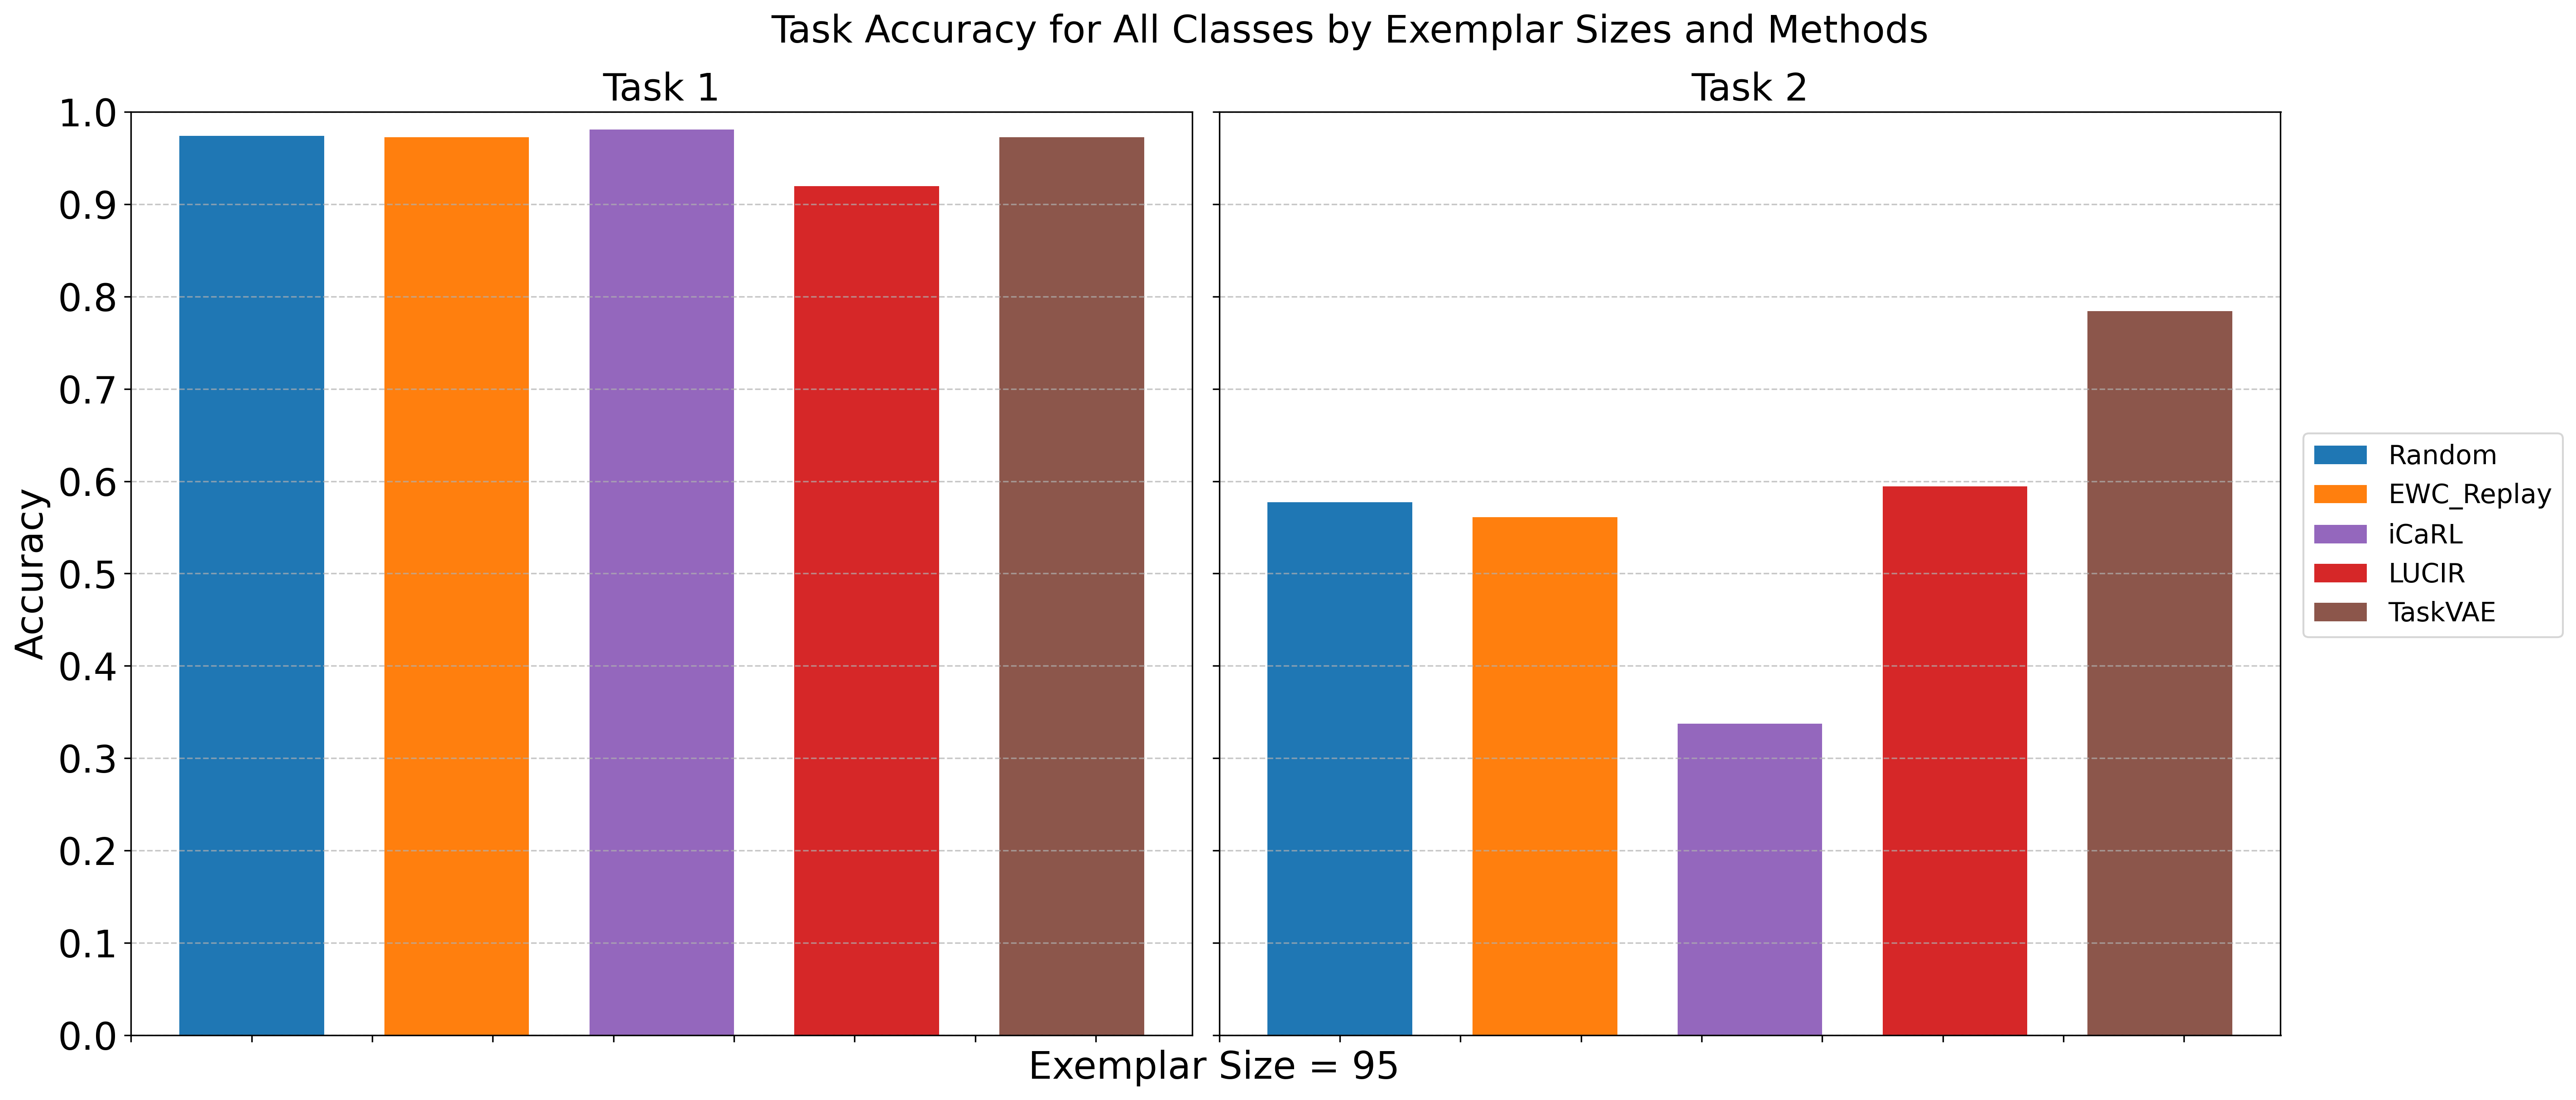 Task Accuracy for All Classes by Exemplar Sizes and Methods
Task 1
Task 2
1.0
0.9
0.8
0.7
0.6
0.5
0.4
0.3
0.2
0.1
0.0
Accuracy
Exemplar Size = 95
Random
EWC_Replay
iCaRL
LUCIR
TaskVAE